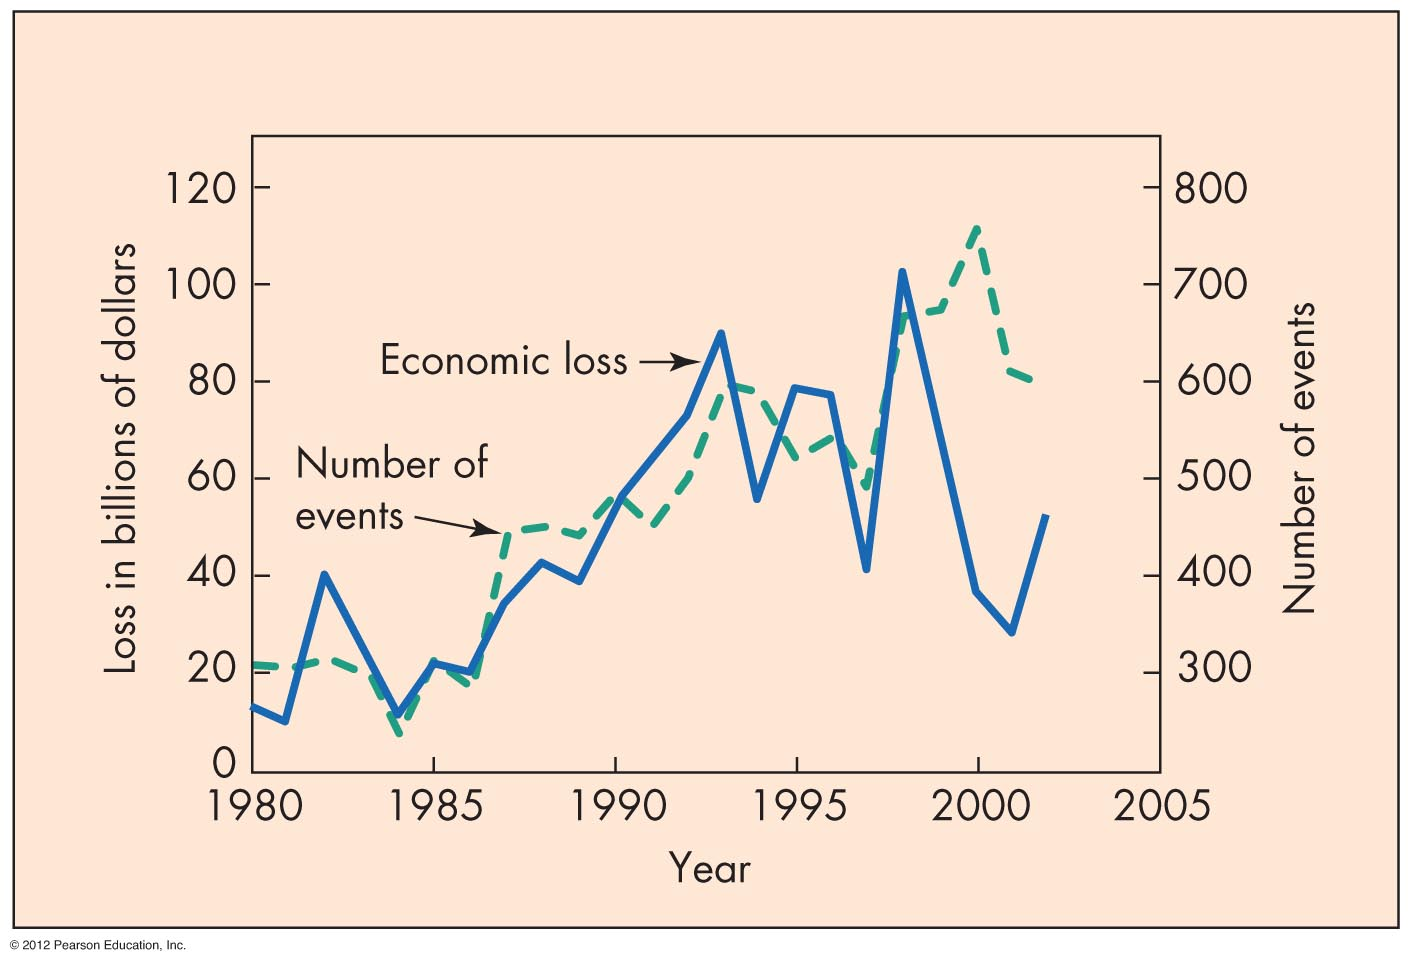 120
100
80
60
40
20
0
Loss in billions of dollars
Economic loss
Number of
events
800
700
600
500
400
300
Number of events
1980
1985
1990
1995
2000
2005
Year
© 2012 Pearson Education, Inc.